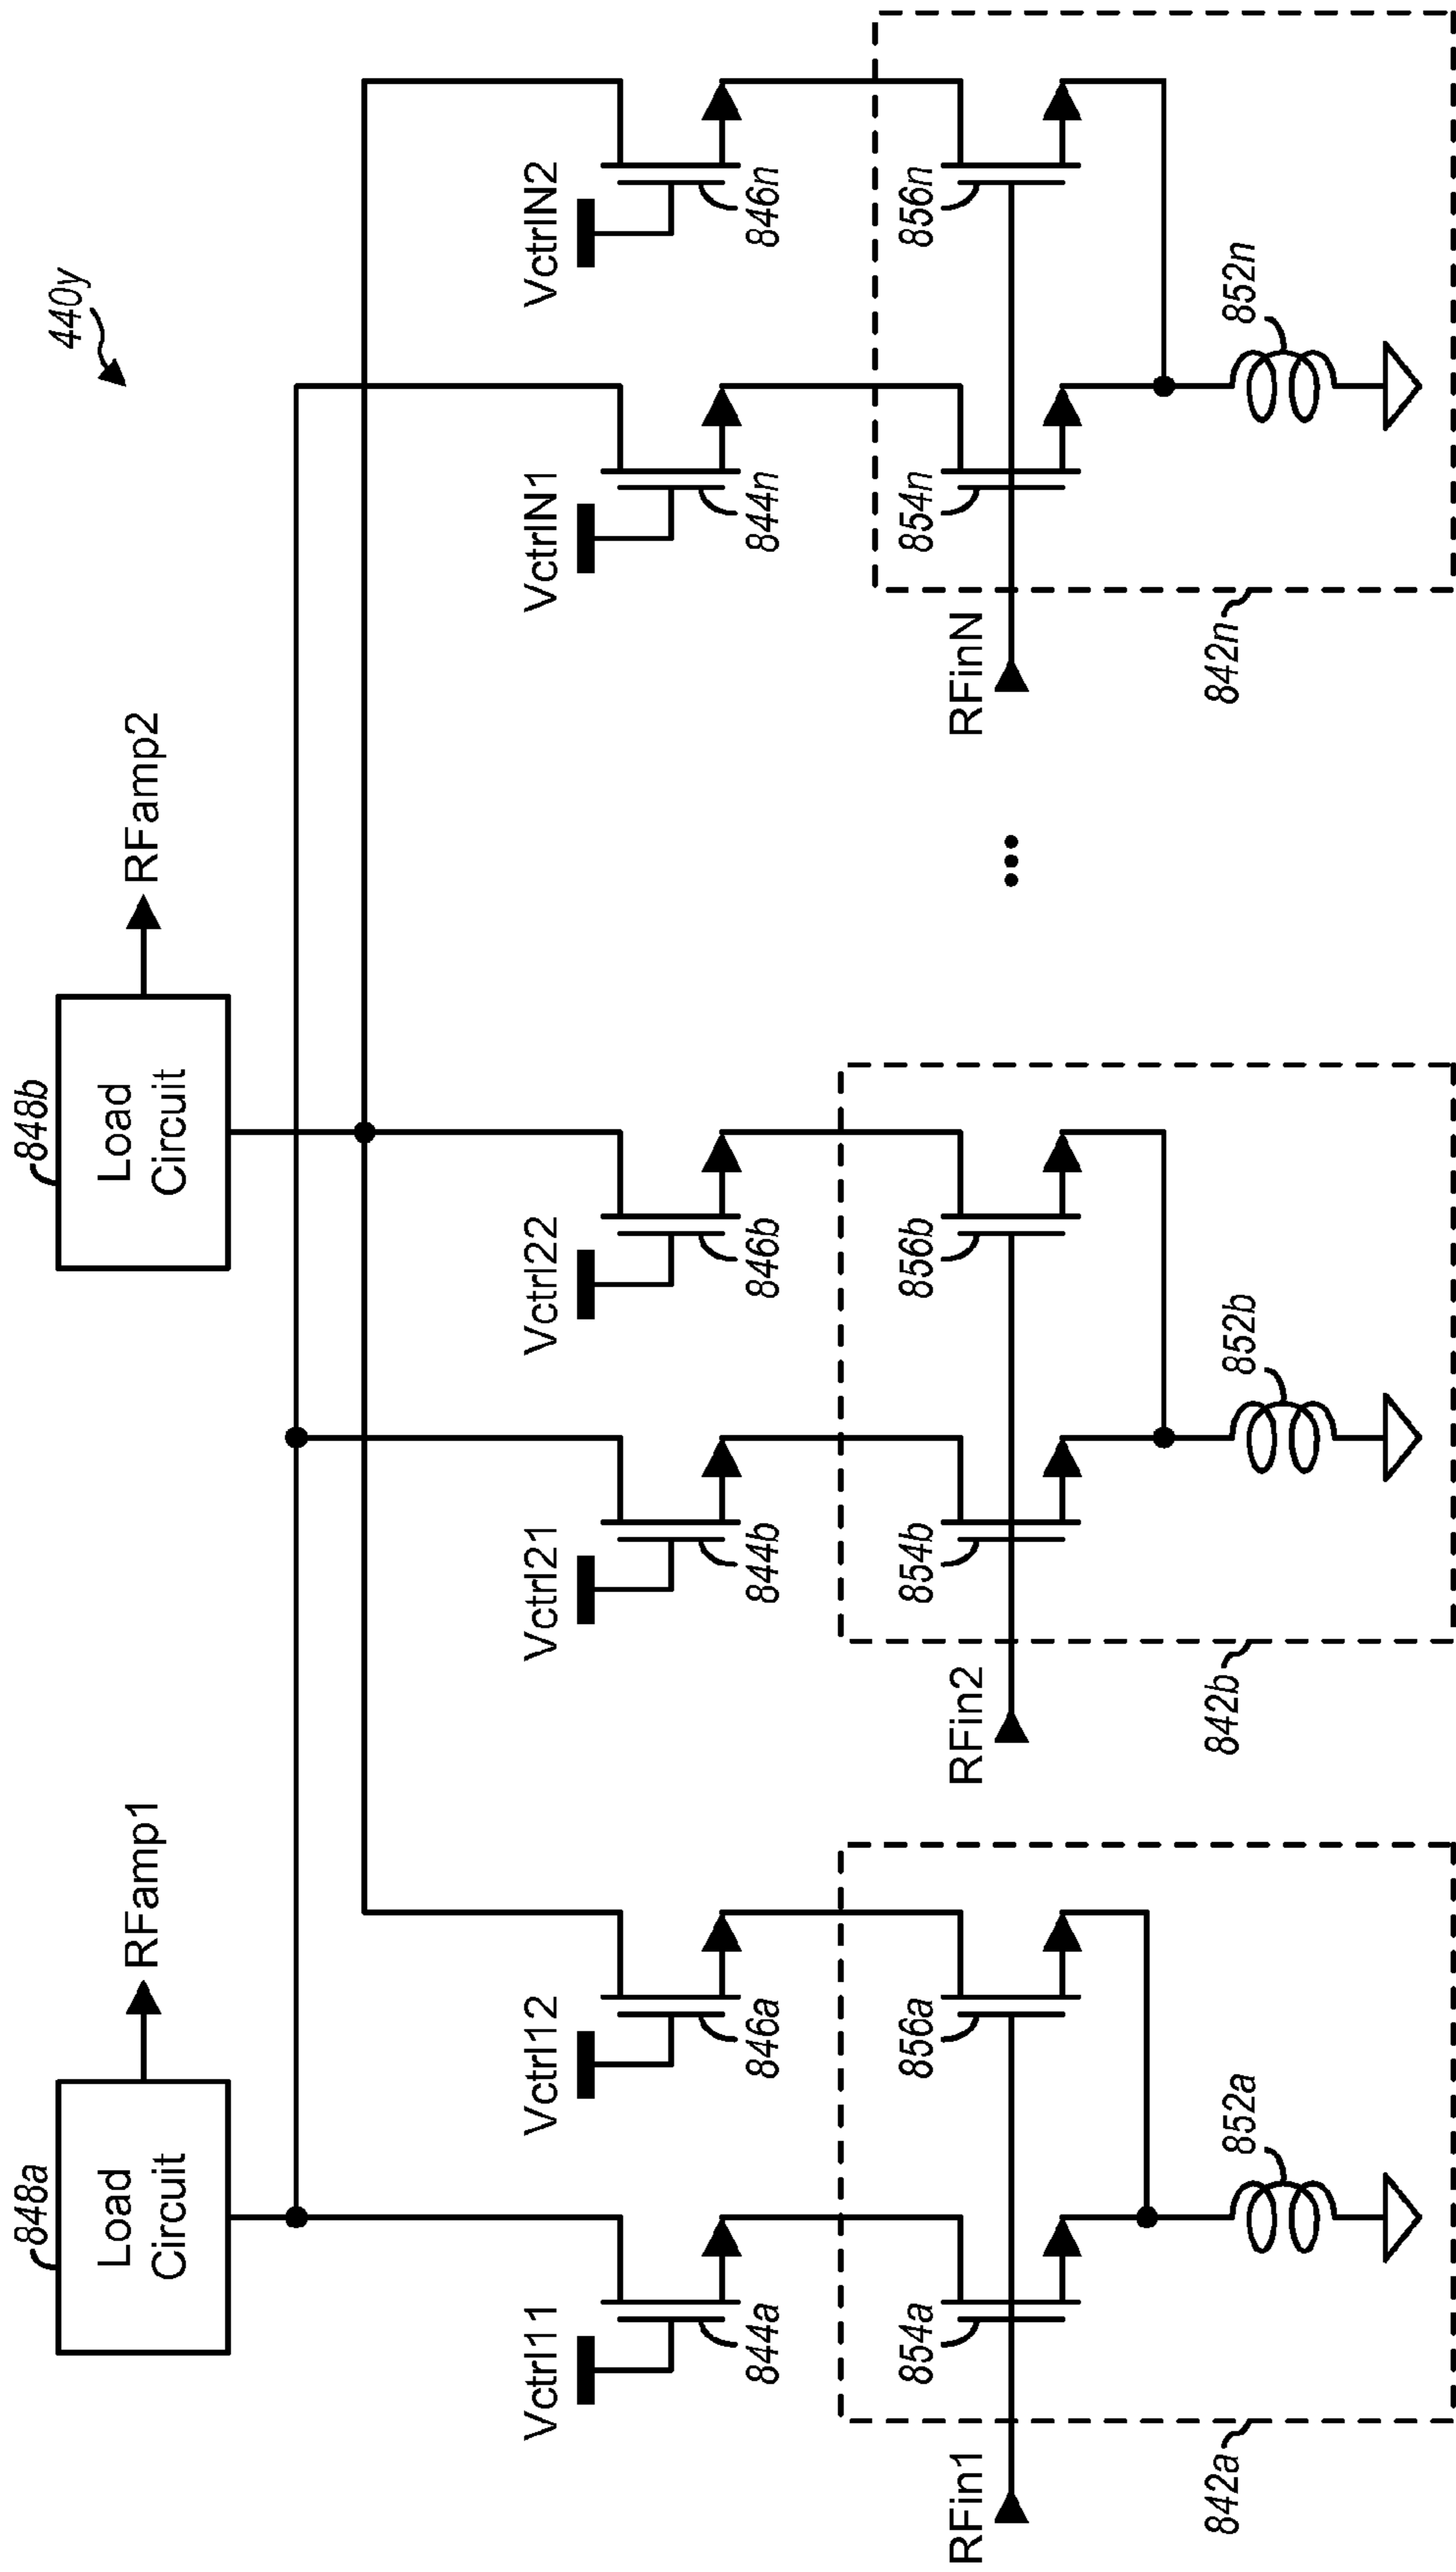 440y
848a
Load
Circuit
RFamp1
848b
Load
Circuit
RFamp2
Vctrl11
844a
Vctrl12
846a
Vctrl21
844b
Vctrl22
846b
VctrlN1
844n
VctrlN2
846n
RFin1
854a
856a
RFin2
854b
856b
...
RFinN
854n
856n
842a
852a
842b
852b
842n
852n